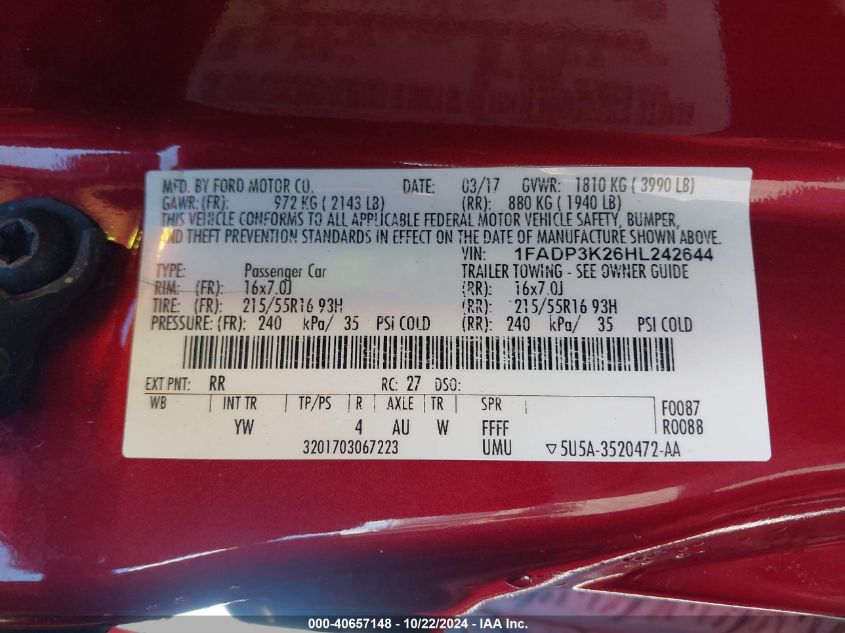 MFD. BY FORD MOTOR CO. DATE: 03/17 GVWR: 1810 KG ( 3990 LB)
GAWR: (FR): 972 KG ( 2143 LB) (RR): 880 KG ( 1940 LB)
THIS VEHICLE CONFORMS TO ALL APPLICABLE FEDERAL MOTOR VEHICLE SAFETY, BUMPER,
AND THEFT PREVENTION STANDARDS IN EFFECT ON THE DATE OF MANUFACTURE SHOWN ABOVE.
VIN: 1FADP3K26HL242644
TYPE: Passenger Car TRAILER TOWING - SEE OWNER GUIDE
RIM: (FR): 16x7.0J (RR): 16x7.0J
TIRE: (FR): 215/55R16 93H (RR): 215/55R16 93H
PRESSURE: (FR): 240 kPa/ 35 PSI COLD (RR): 240 kPa/ 35 PSI COLD
EXT PNT: RR RC: 27 DSO:
WB INT TR TP/PS R AXLE TR SPR F0087
YW 4 AU W FFFF R0088
3201703067223 UMU ▽5U5A-3520472-AA
000-40657148 - 10/22/2024 - IAA Inc.